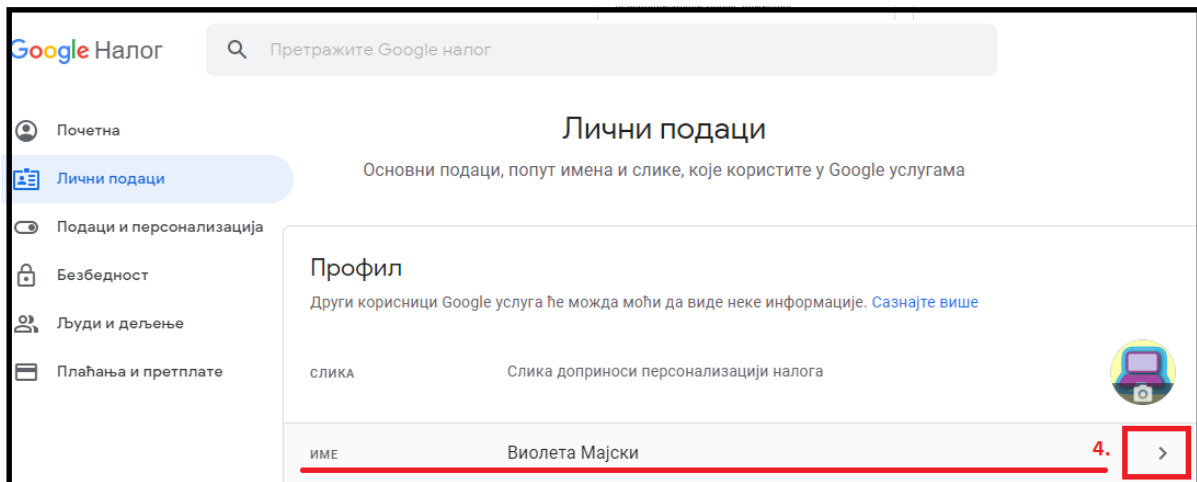 Google Налог
Претражите Google налог
Почетна
Лични подаци
Подаци и персонализација
Безбедност
Људи и дељење
Плаћања и претплате
Лични подаци
Основни подаци, попут имена и слике, које користите у Google услугама
Профил
Други корисници Google услуга ће можда моћи да виде неке информације. Сазнајте више
СЛИКА Слика доприноси персонализацији налога
ИМЕ Виолета Мајски 4.